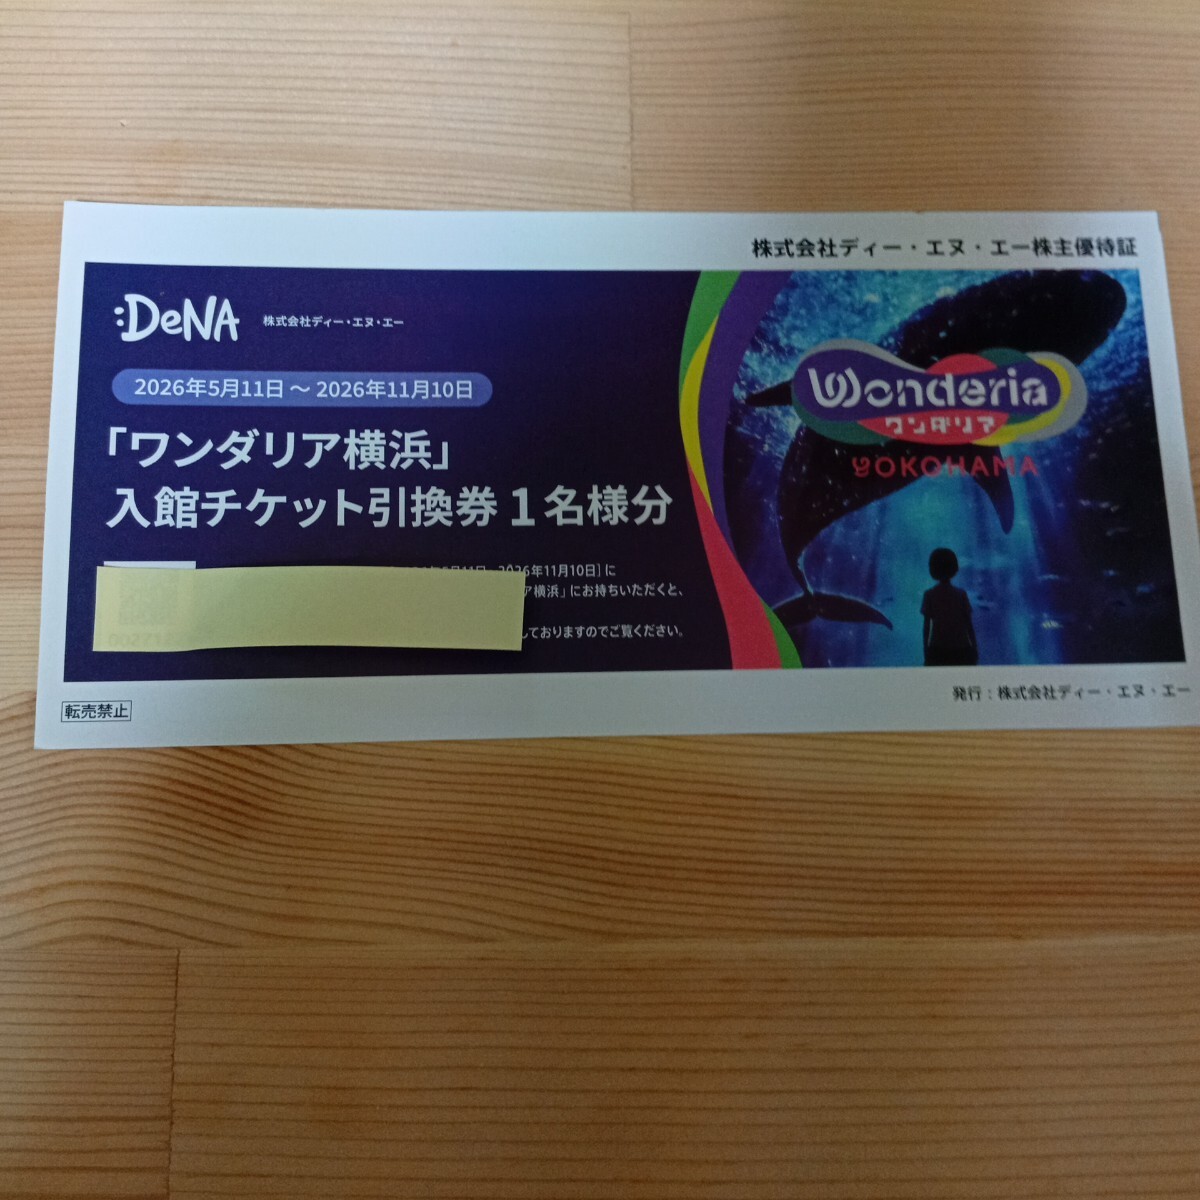 株式会社ディー・エヌ・エー株主優待証
:DeNA 株式会社ディー・エヌ・エー
2026年5月11日 ～ 2026年11月10日
「ワンダリア横浜」
入館チケット引換券 1名様分
2026年11月10日］に
ア横浜」にお持ちいただくと、
しておりますのでご覧ください。
Wonderia
ワンダリア
YOKOHAMA
転売禁止
発行：株式会社ディー・エヌ・エー